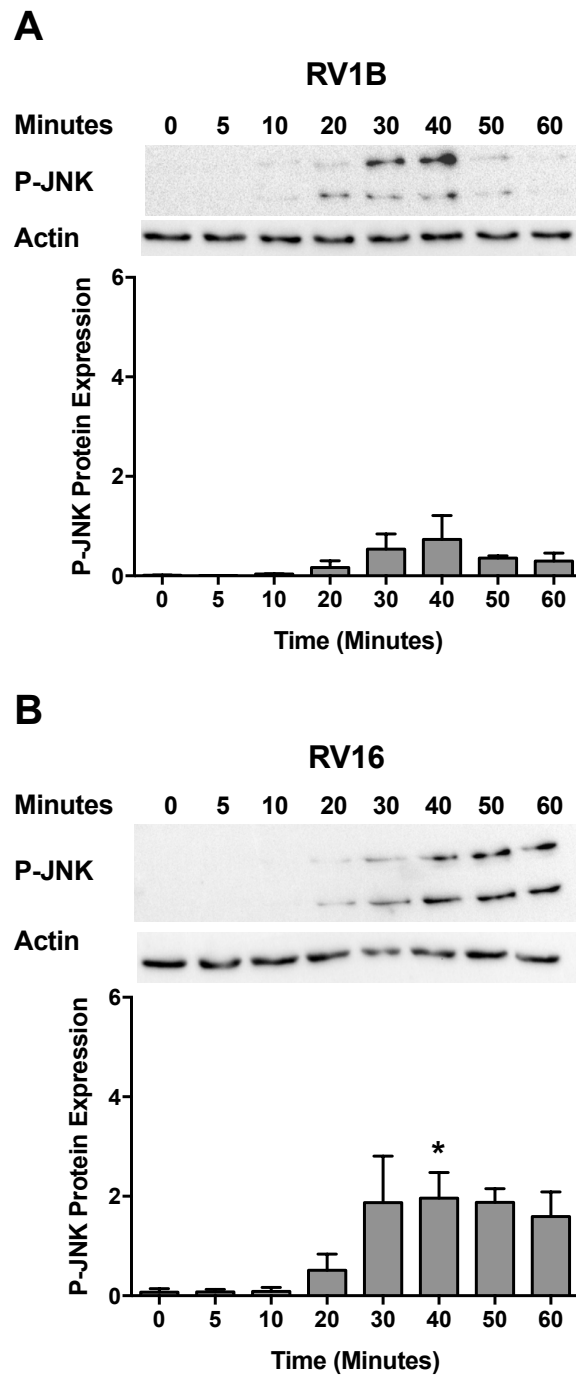 A
RV1B
Minutes 0 5 10 20 30 40 50 60
P-JNK
Actin
6
4
2
0
P-JNK Protein Expression
0 5 10 20 30 40 50 60
Time (Minutes)
B
RV16
Minutes 0 5 10 20 30 40 50 60
P-JNK
Actin
6
4
2
0
P-JNK Protein Expression
*
0 5 10 20 30 40 50 60
Time (Minutes)